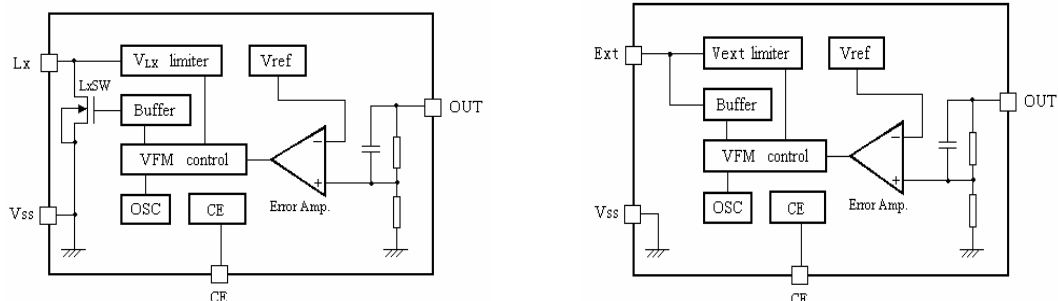 Lx
VLx limiter
Vref
LxSW
Buffer
OUT
VFM control
OSC
CE
Error Amp.
Vss
CE
Ext
Vext limiter
Vref
Buffer
OUT
VFM control
OSC
CE
Error Amp.
Vss
CE